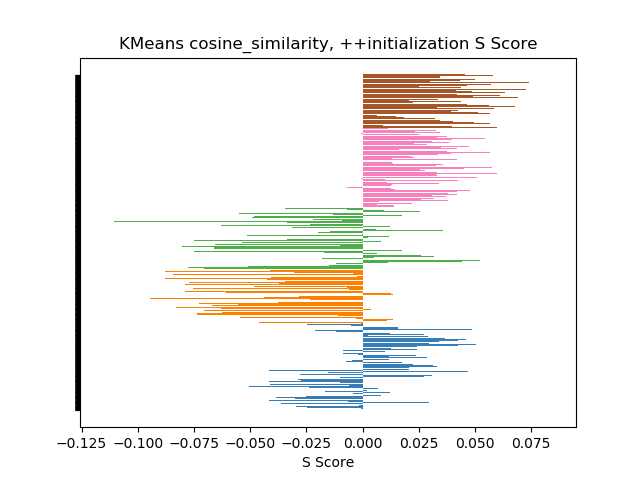 KMeans cosine_similarity, ++initialization S Score
−0.125 −0.100 −0.075 −0.050 −0.025 0.000 0.025 0.050 0.075
S Score